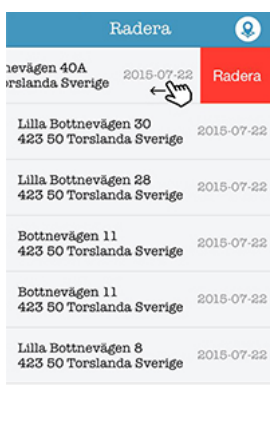 Radera
nevägen 40A
orslanda Sverige
2015-07-22
Radera
Lilla Bottnevägen 30
423 50 Torslanda Sverige
2015-07-22
Lilla Bottnevägen 28
423 50 Torslanda Sverige
2015-07-22
Bottnevägen 11
423 50 Torslanda Sverige
2015-07-22
Bottnevägen 11
423 50 Torslanda Sverige
2015-07-22
Lilla Bottnevägen 8
423 50 Torslanda Sverige
2015-07-22